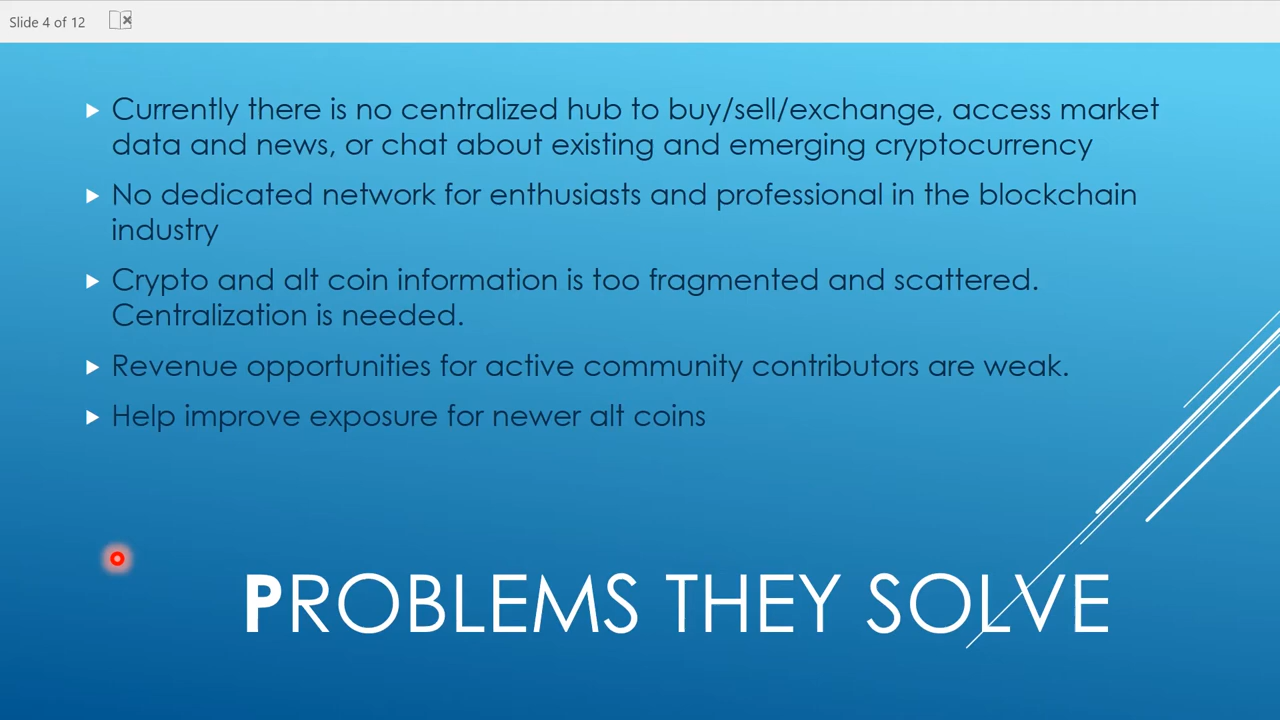 Slide 4 of 12
Currently there is no centralized hub to buy/sell/exchange, access market
data and news, or chat about existing and emerging cryptocurrency
No dedicated network for enthusiasts and professional in the blockchain
industry
Crypto and alt coin information is too fragmented and scattered.
Centralization is needed.
Revenue opportunities for active community contributors are weak.
Help improve exposure for newer alt coins
PROBLEMS THEY SOLVE